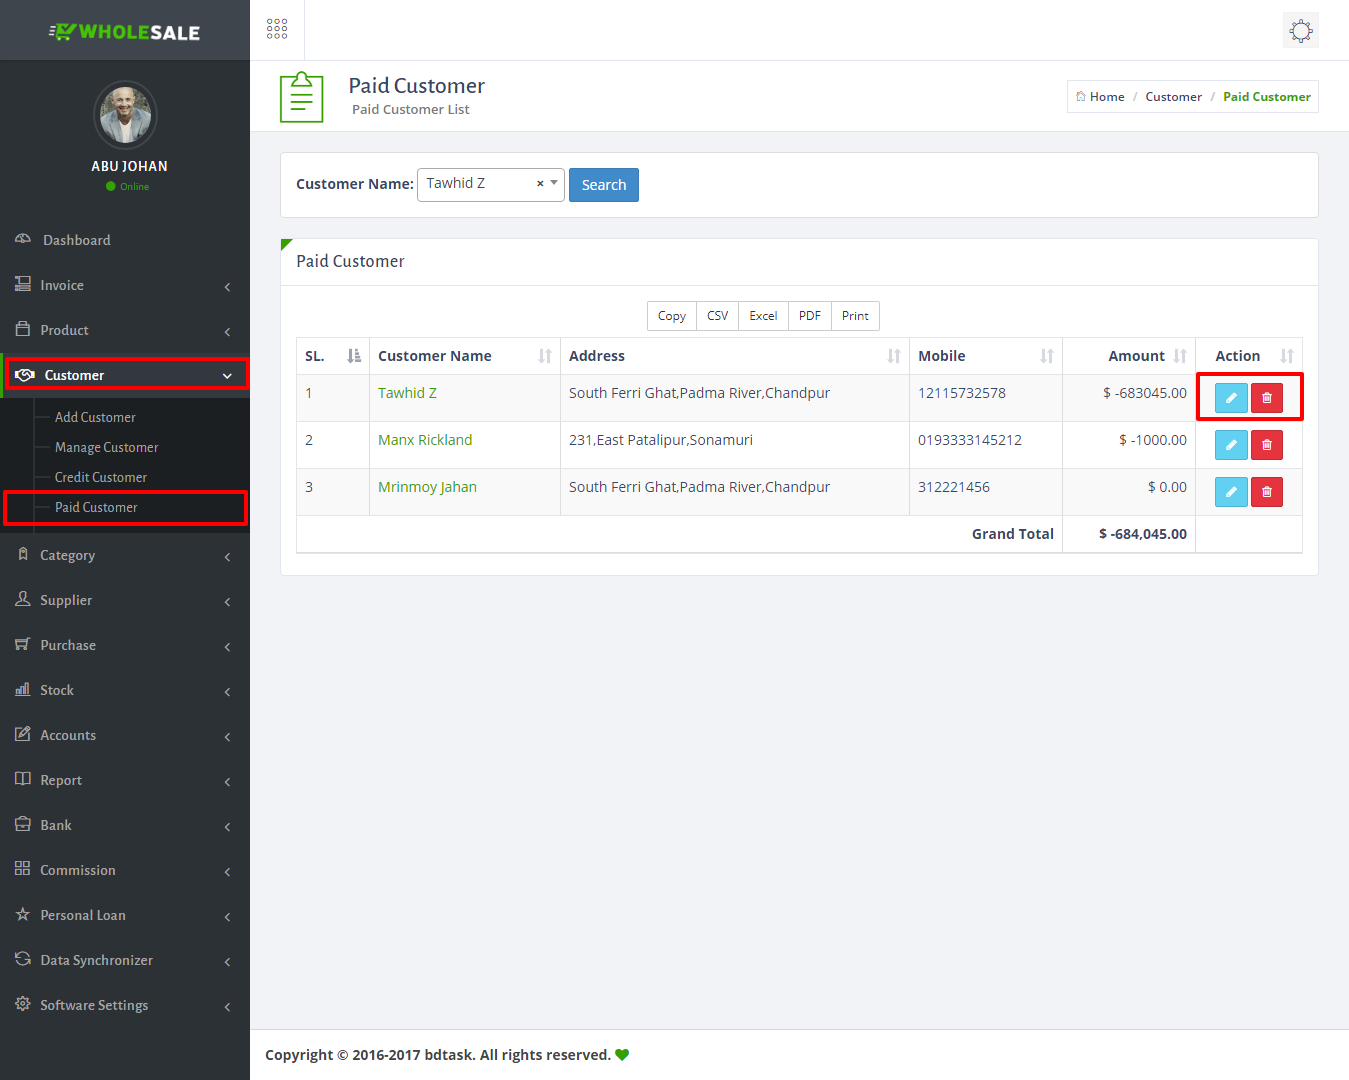 WHOLESALE
ABU JOHAN
Online
Dashboard
Invoice
Product
Customer
Add Customer
Manage Customer
Credit Customer
Paid Customer
Category
Supplier
Purchase
Stock
Accounts
Report
Bank
Commission
Personal Loan
Data Synchronizer
Software Settings
Paid Customer
Paid Customer List
Home / Customer / Paid Customer
Customer Name: Tawhid Z × Search
Paid Customer
Copy CSV Excel PDF Print
SL. Customer Name Address Mobile Amount Action
1 Tawhid Z South Ferri Ghat,Padma River,Chandpur 12115732578 $ -683045.00
2 Manx Rickland 231,East Patalipur,Sonamuri 0193333145212 $ -1000.00
3 Mrinmoy Jahan South Ferri Ghat,Padma River,Chandpur 312221456 $ 0.00
Grand Total $ -684,045.00
Copyright © 2016-2017 bdtask. All rights reserved.